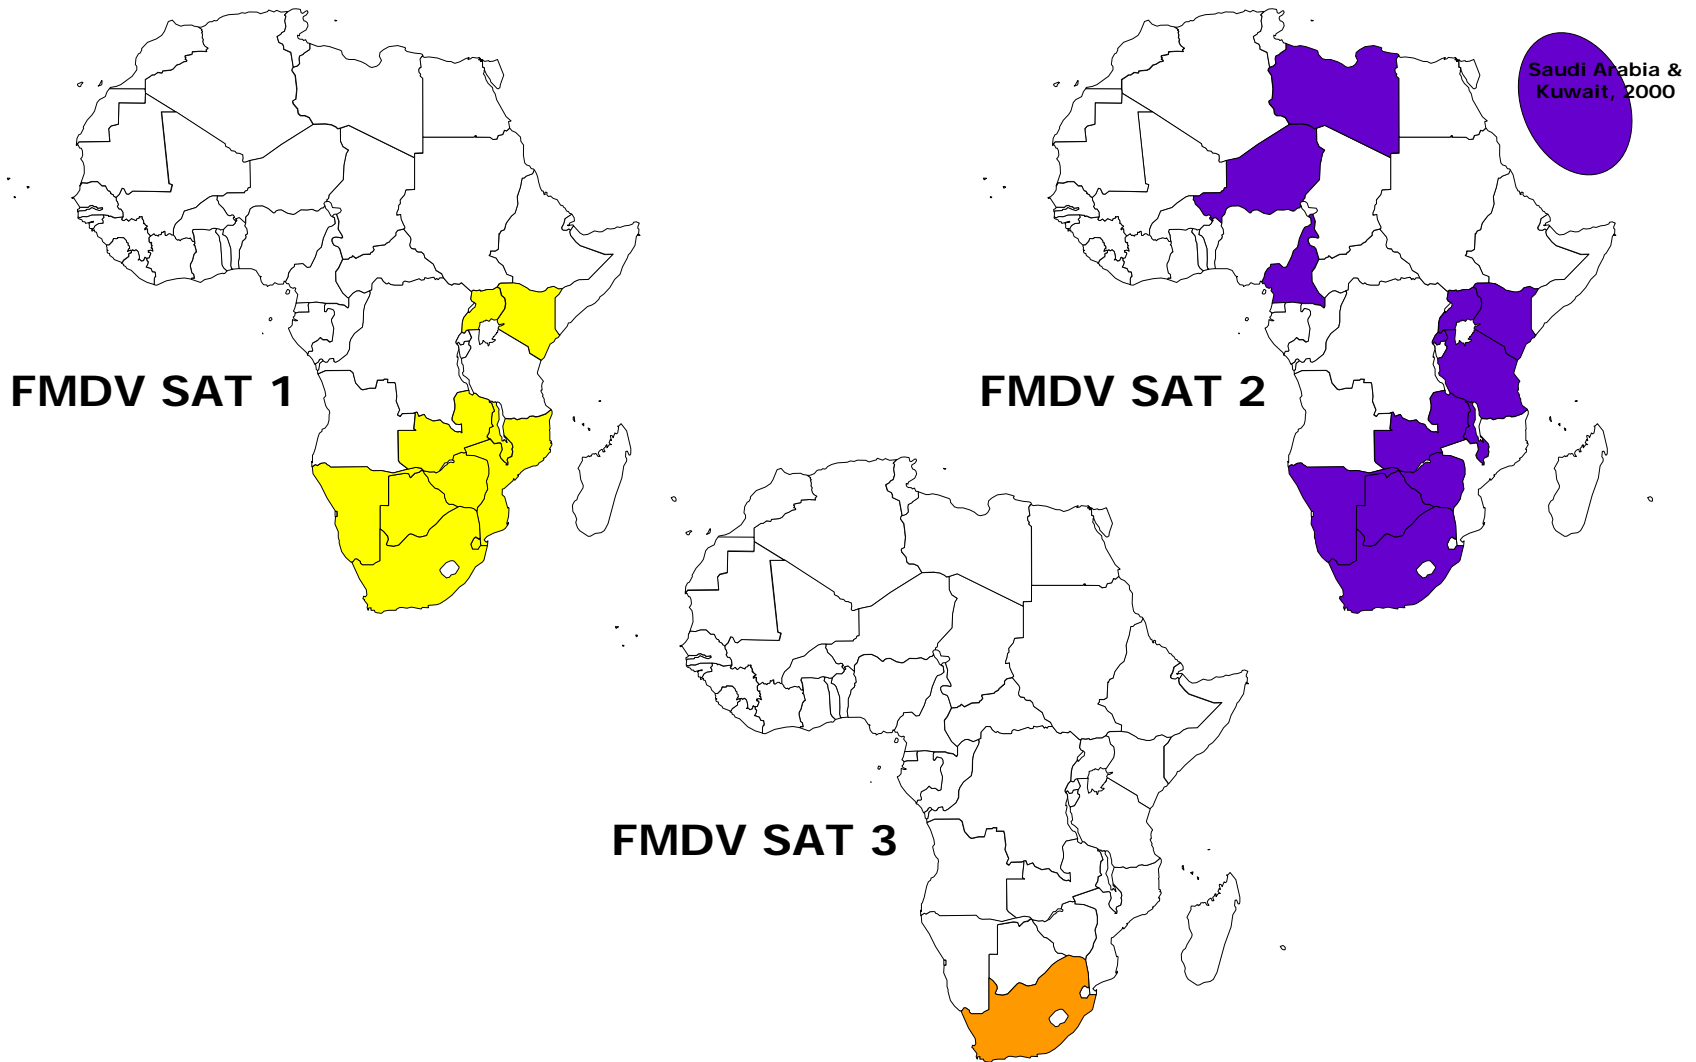 Saudi Arabia &
Kuwait, 2000
FMDV SAT 1
FMDV SAT 2
FMDV SAT 3